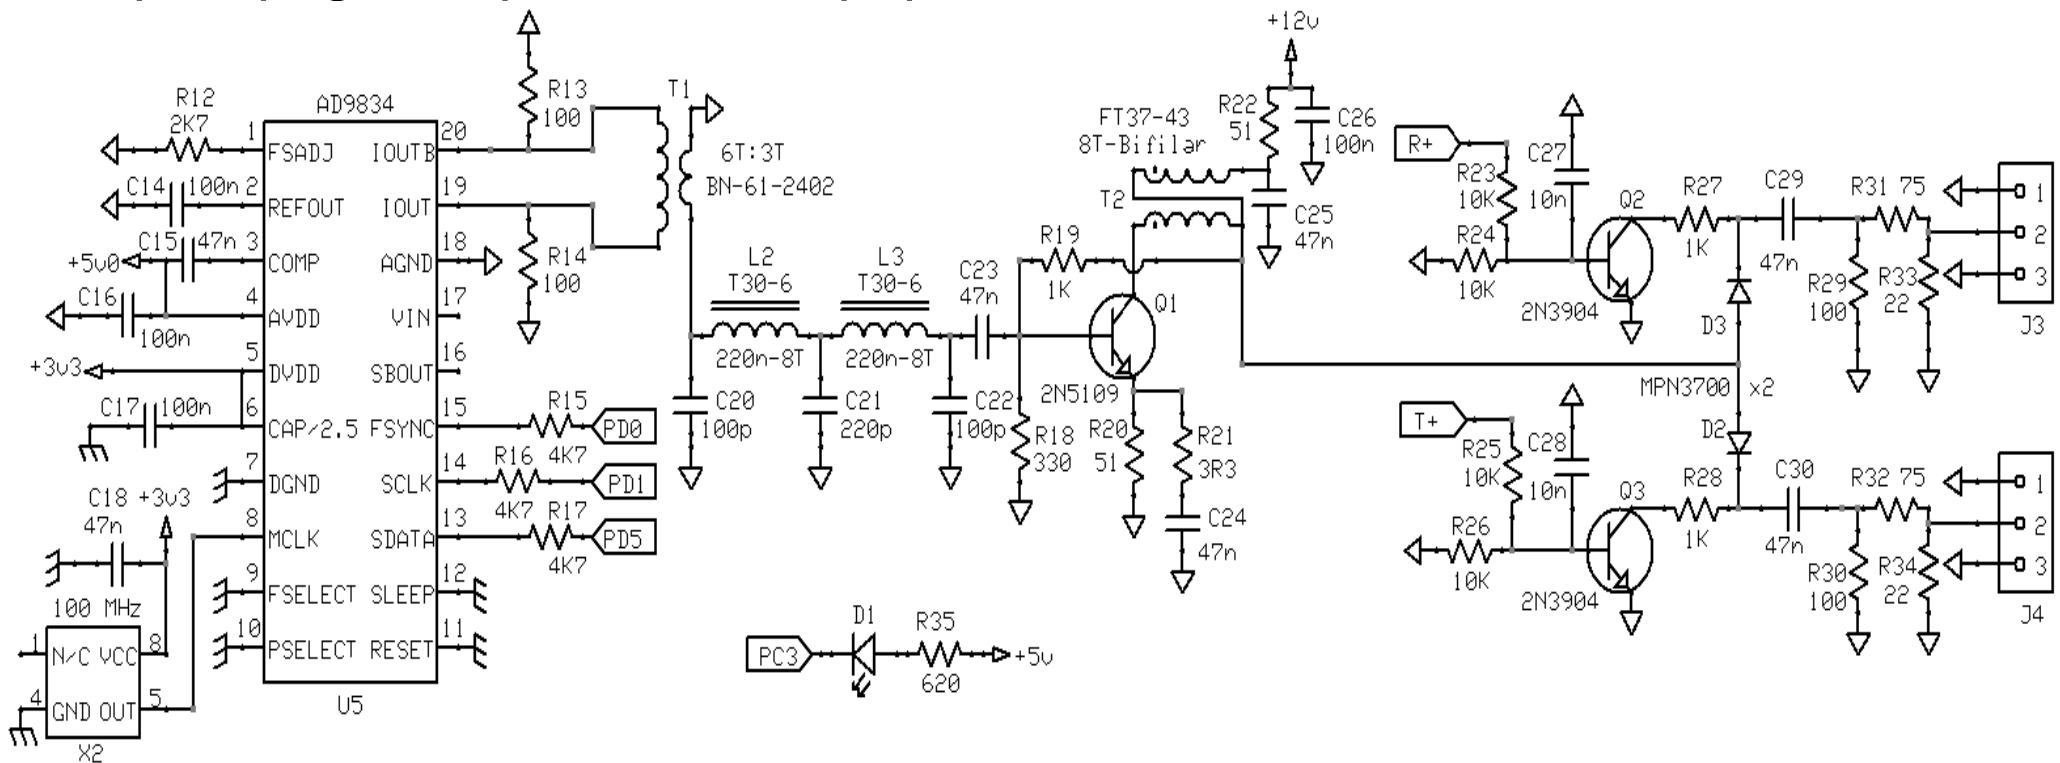 AD9834
R12
2K7
1
FSADJ
IOUTB
20
C14
100n
2
REFOUT
IOUT
19
C15
47n
3
+5v0
COMP
AGND
18
C16
100n
4
AVDD
VIN
17
+3v3
5
DVDD
SBOUT
16
C17
100n
6
CAP/2.5
FSYNC
15
7
DGND
SCLK
14
C18
+3v3
47n
8
MCLK
SDATA
13
9
FSELECT
SLEEP
12
100 MHz
10
PSELECT
RESET
11
1
N/C
VCC
8
4
GND
OUT
5
X2
U5
R13
100
R14
100
T1
6T:3T
BN-61-2402
R15
4K7
PD0
R16
4K7
PD1
R17
4K7
PD5
L2
T30-6
220n-8T
L3
T30-6
220n-8T
C20
100p
C21
220p
C22
100p
C23
47n
R19
1K
R18
330
Q1
2N5109
R20
51
R21
3R3
C24
47n
FT37-43
8T-Bifilar
T2
+12v
R22
51
C26
100n
C25
47n
PC3
D1
R35
620
+5v
R+
R23
10K
C27
10n
R24
10K
Q2
2N3904
R27
1K
C29
47n
D3
R31 75
R29
100
R33
22
1
2
3
J3
MPN3700 x2
D2
T+
R25
10K
C28
10n
R26
10K
Q3
2N3904
R28
1K
C30
47n
R32 75
R30
100
R34
22
1
2
3
J4